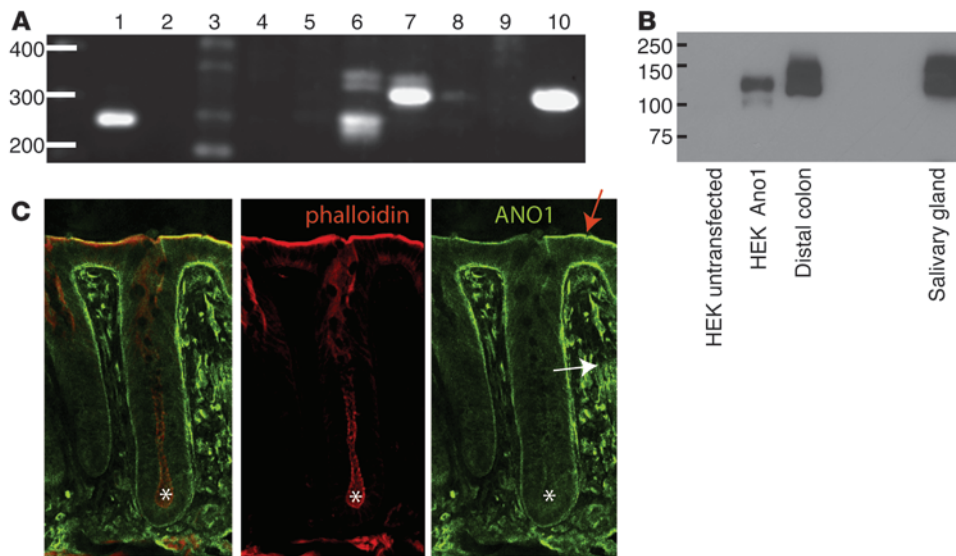 A
1 2 3 4 5 6 7 8 9 10
400
300
200
B
250
150
100
75
HEK untransfected
HEK Ano1
Distal colon
Salivary gland
C
phalloidin
ANO1
*
*
*